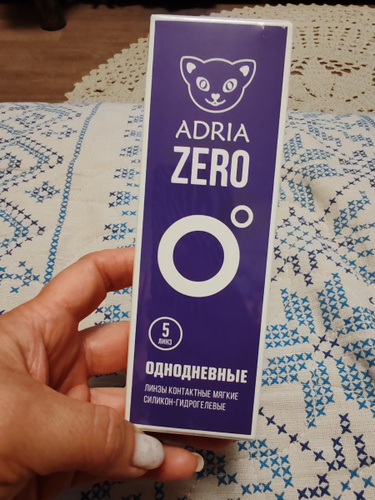 ADRIA
ZERO
5
ЛИНЗ
ОДНОДНЕВНЫЕ
ЛИНЗЫ КОНТАКТНЫЕ МЯГКИЕ
СИЛИКОН-ГИДРОГЕЛЕВЫЕ